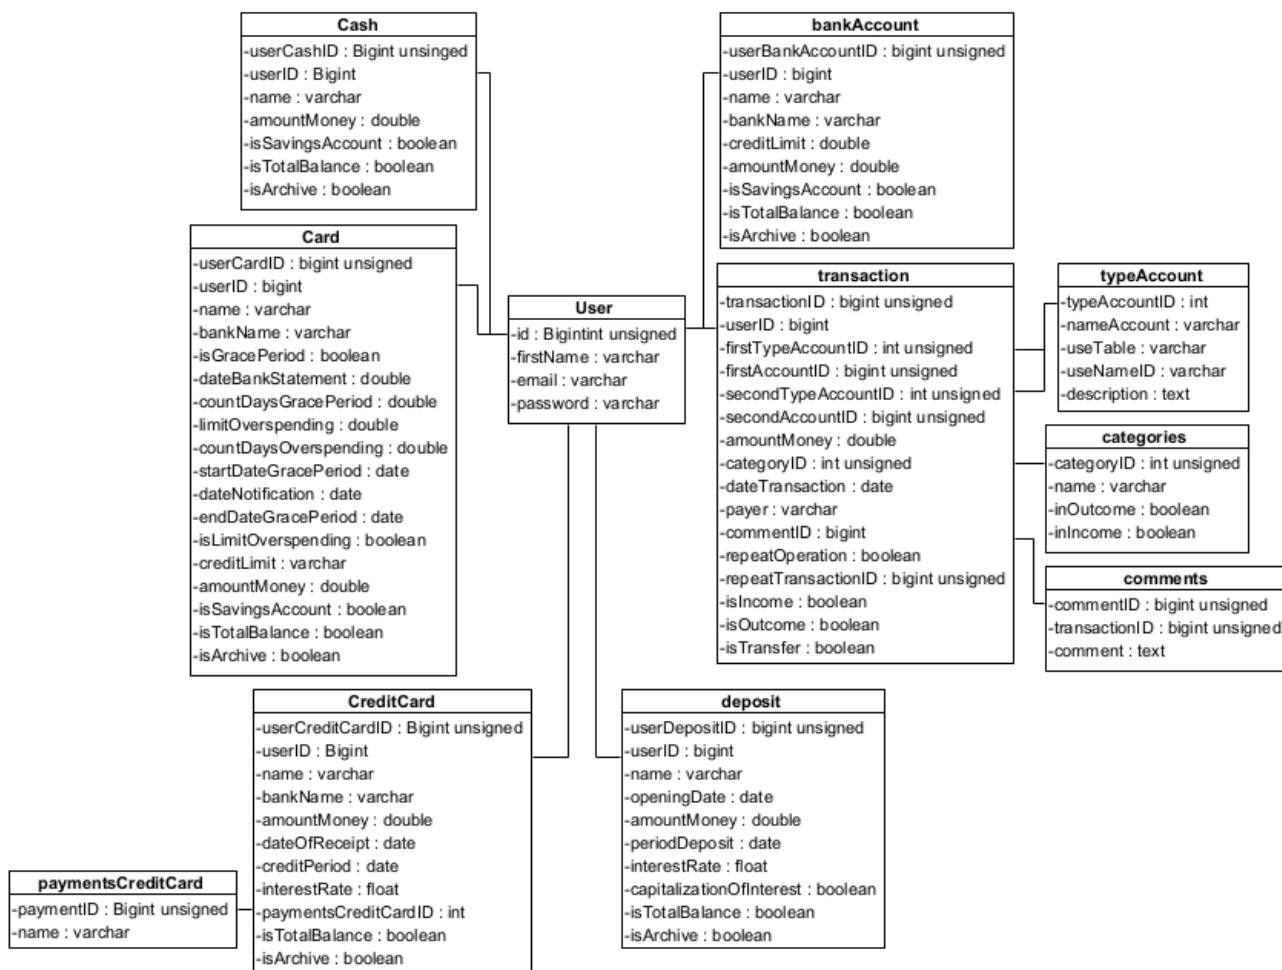 Cash
-userCashID : Bigint unsinged
-userID : Bigint
-name : varchar
-amountMoney : double
-isSavingsAccount : boolean
-isTotalBalance : boolean
-isArchive : boolean
bankAccount
-userBankAccountID : bigint unsigned
-userID : bigint
-name : varchar
-bankName : varchar
-creditLimit : double
-amountMoney : double
-isSavingsAccount : boolean
-isTotalBalance : boolean
-isArchive : boolean
Card
-userCardID : bigint unsigned
-userID : bigint
-name : varchar
-bankName : varchar
-isGracePeriod : boolean
-dateBankStatement : double
-countDaysGracePeriod : double
-limitOverspending : double
-countDaysOverspending : double
-startDateGracePeriod : date
-dateNotification : date
-endDateGracePeriod : date
-isLimitOverspending : boolean
-creditLimit : varchar
-amountMoney : double
-isSavingsAccount : boolean
-isTotalBalance : boolean
-isArchive : boolean
User
-id : Bigintint unsigned
-firstName : varchar
-email : varchar
-password : varchar
transaction
-transactionID : bigint unsigned
-userID : bigint
-firstTypeAccountID : int unsigned
-firstAccountID : bigint unsigned
-secondTypeAccountID : int unsigned
-secondAccountID : bigint unsigned
-amountMoney : double
-categoryID : int unsigned
-dateTransaction : date
-payer : varchar
-commentID : bigint
-repeatOperation : boolean
-repeatTransactionID : bigint unsigned
-isIncome : boolean
-isOutcome : boolean
-isTransfer : boolean
typeAccount
-typeAccountID : int
-nameAccount : varchar
-useTable : varchar
-useNameID : varchar
-description : text
categories
-categoryID : int unsigned
-name : varchar
-inOutcome : boolean
-inIncome : boolean
comments
-commentID : bigint unsigned
-transactionID : bigint unsigned
-comment : text
CreditCard
-userCreditCardID : Bigint unsigned
-userID : Bigint
-name : varchar
-bankName : varchar
-amountMoney : double
-dateOfReceipt : date
-creditPeriod : date
-interestRate : float
-paymentsCreditCardID : int
-isTotalBalance : boolean
-isArchive : boolean
deposit
-userDepositID : bigint unsigned
-userID : bigint
-name : varchar
-openingDate : date
-amountMoney : double
-periodDeposit : date
-interestRate : float
-capitalizationOfInterest : boolean
-isTotalBalance : boolean
-isArchive : boolean
paymentsCreditCard
-paymentID : Bigint unsigned
-name : varchar